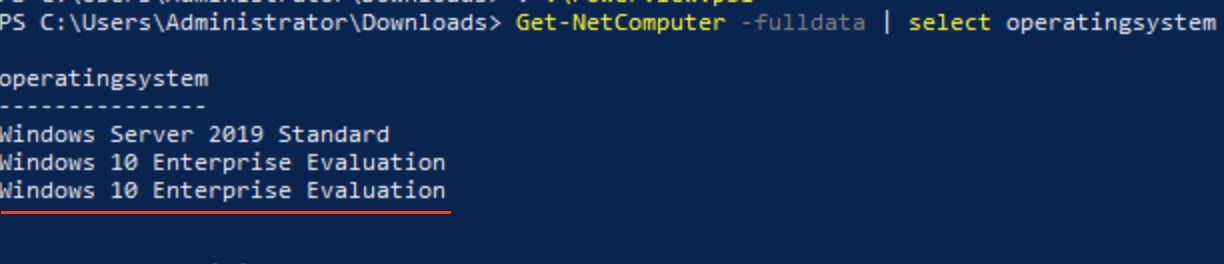 PS C:\Users\Administrator\Downloads> Get-NetComputer -fulldata | select operatingsystem
operatingsystem
---------------
Windows Server 2019 Standard
Windows 10 Enterprise Evaluation
Windows 10 Enterprise Evaluation